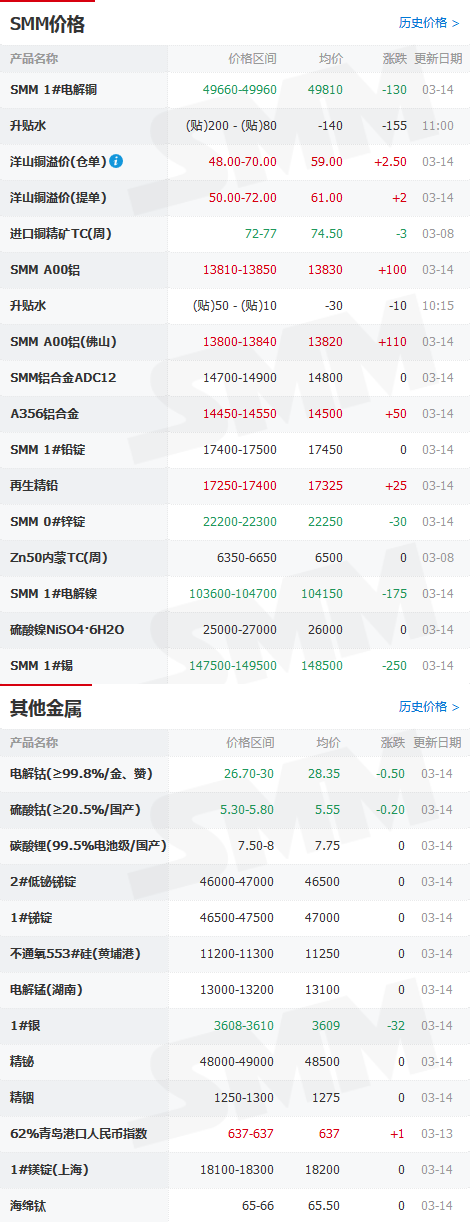 SMM价格 历史价格 >
产品名称 价格区间 均价 涨跌 更新日期
SMM 1#电解铜 49660-49960 49810 -130 03-14
升贴水 (贴)200 - (贴)80 -140 -155 11:00
洋山铜溢价(仓单) i 48.00-70.00 59.00 +2.50 03-14
洋山铜溢价(提单) 50.00-72.00 61.00 +2 03-14
进口铜精矿TC(周) 72-77 74.50 -3 03-08
SMM A00铝 13810-13850 13830 +100 03-14
升贴水 (贴)50 - (贴)10 -30 -10 10:15
SMM A00铝(佛山) 13800-13840 13820 +110 03-14
SMM铝合金ADC12 14700-14900 14800 0 03-14
A356铝合金 14450-14550 14500 +50 03-14
SMM 1#铅锭 17400-17500 17450 0 03-14
再生精铅 17250-17400 17325 +25 03-14
SMM 0#锌锭 22200-22300 22250 -30 03-14
Zn50内蒙TC(周) 6350-6650 6500 0 03-08
SMM 1#电解镍 103600-104700 104150 -175 03-14
硫酸镍NiSO4·6H2O 25000-27000 26000 0 03-14
SMM 1#锡 147500-149500 148500 -250 03-14
其他金属 历史价格 >
产品名称 价格区间 均价 涨跌 更新日期
电解钴(≥99.8%/金、赞) 26.70-30 28.35 -0.50 03-14
硫酸钴(≥20.5%/国产) 5.30-5.80 5.55 -0.20 03-14
碳酸锂(99.5%电池级/国产) 7.50-8 7.75 0 03-14
2#低铋锑锭 46000-47000 46500 0 03-14
1#锑锭 46500-47500 47000 0 03-14
不通氧553#硅(黄埔港) 11200-11300 11250 0 03-14
电解锰(湖南) 13000-13200 13100 0 03-14
1#银 3608-3610 3609 -32 03-14
精铋 48000-49000 48500 0 03-14
精铟 1250-1300 1275 0 03-14
62%青岛港口人民币指数 637-637 637 +1 03-13
1#镁锭(上海) 18100-18300 18200 0 03-14
海绵钛 65-66 65.50 0 03-14